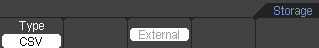 Storage
Type
CSV
External